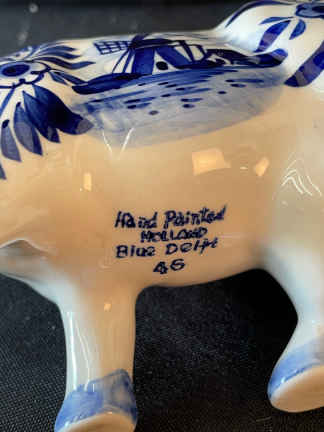 Hand Painted
HOLLAND
Blue Delft
46